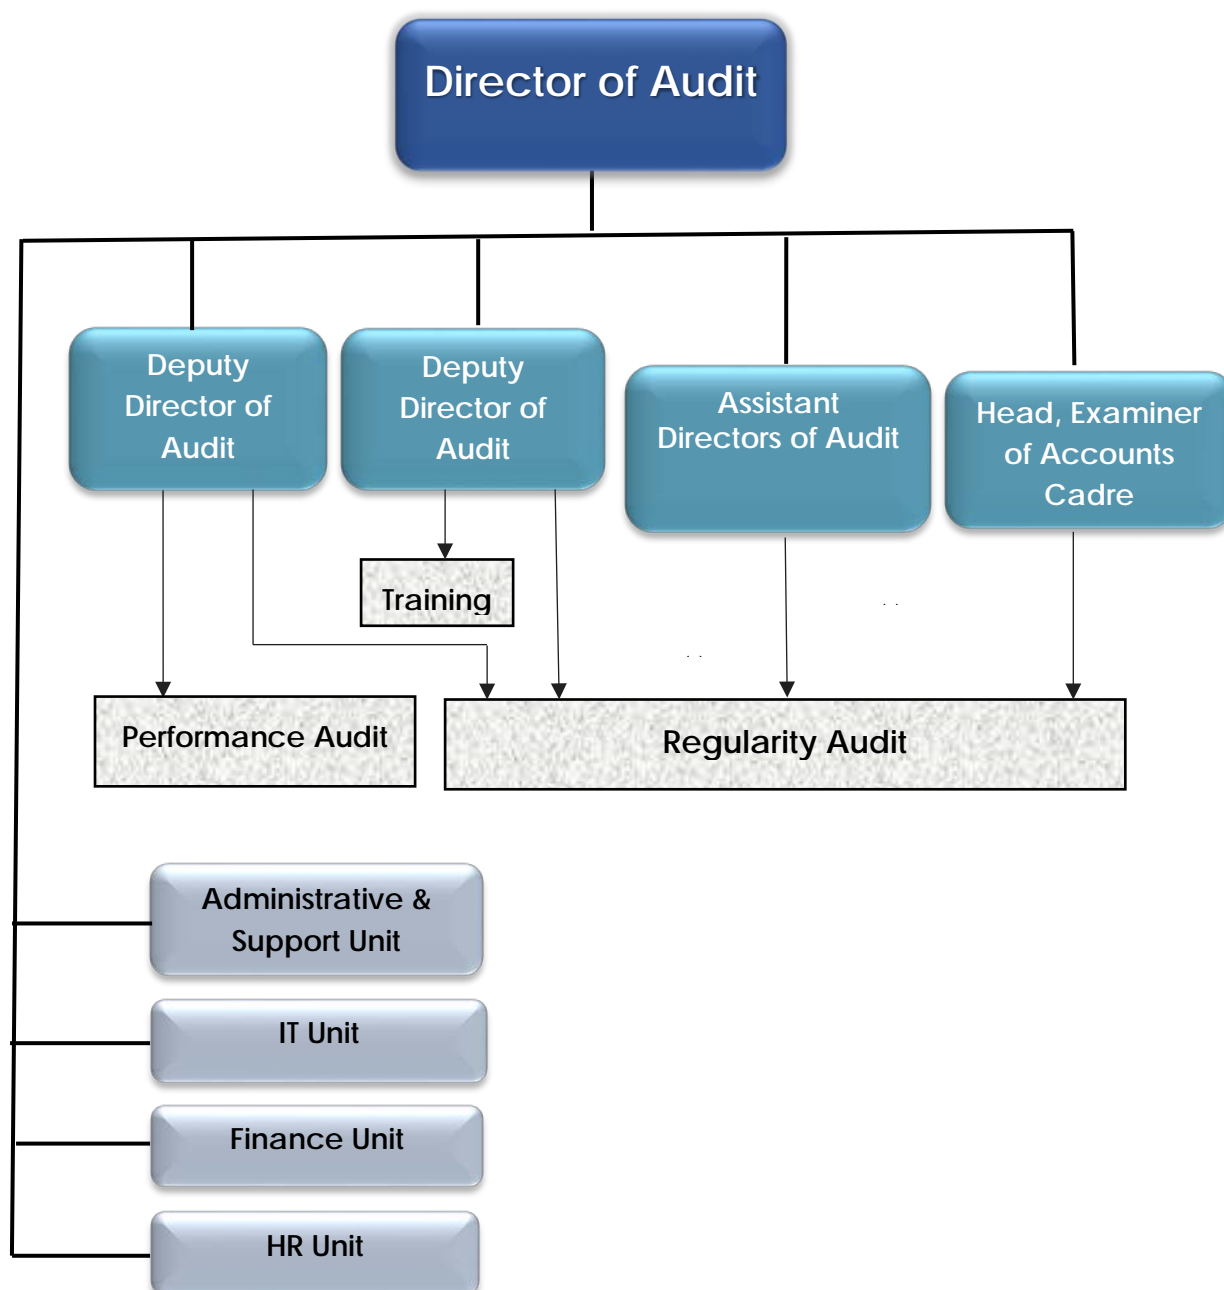 Director of Audit
Deputy
Director of
Audit
Deputy
Director of
Audit
Assistant
Directors of Audit
Head, Examiner
of Accounts
Cadre
Training
Performance Audit
Regularity Audit
Administrative &
Support Unit
IT Unit
Finance Unit
HR Unit